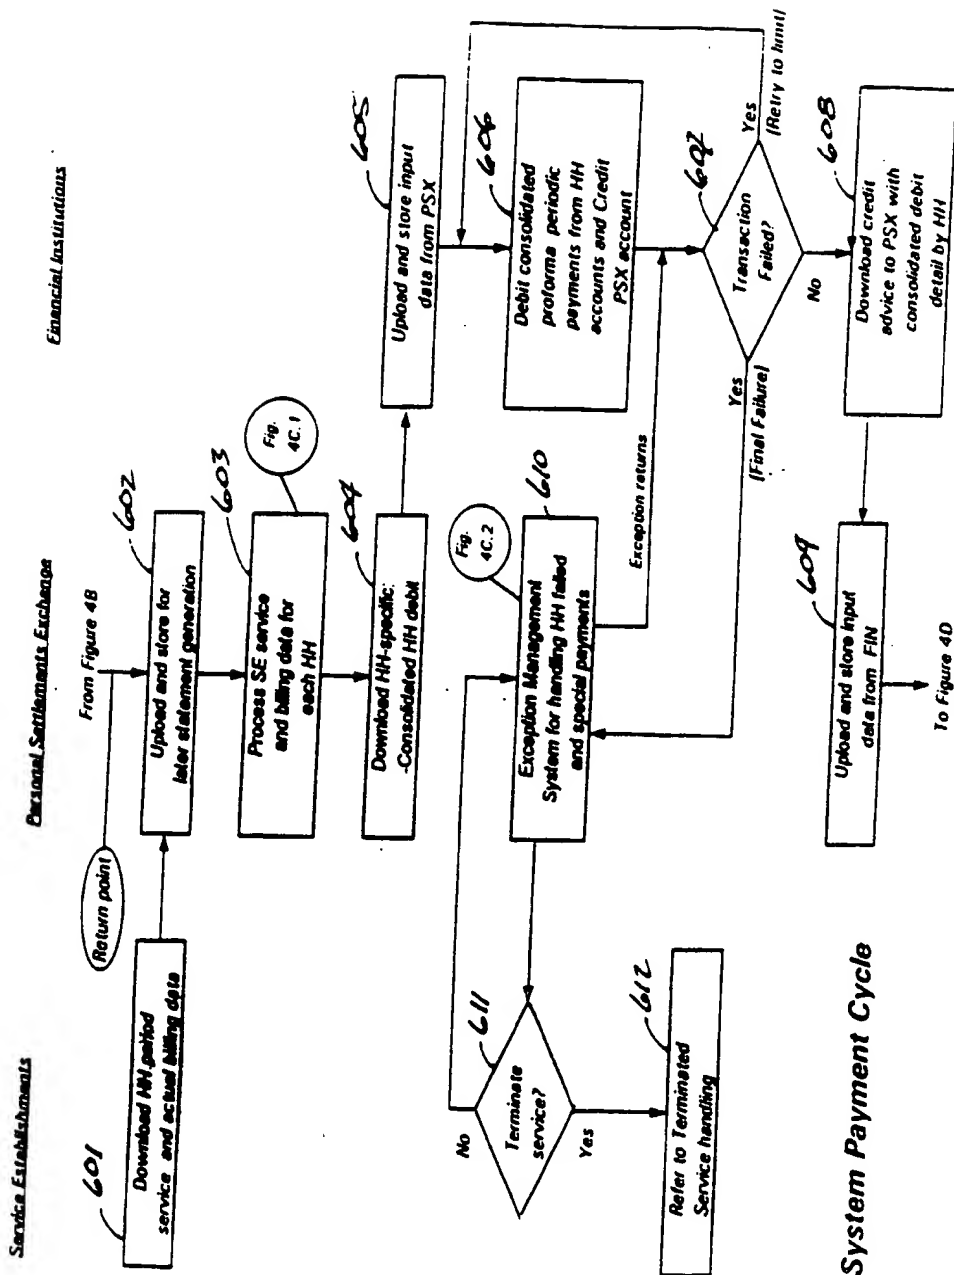 Service Establishments
Personal Settlements Exchange
Financial Institutions
601
Download HH period
service and actual billing data
Return point
From Figure 4B
602
Upload and store for
later statement generation
603
Process SE service
and billing data for
each HH
Fig.
4C.1
604
Download HH-specific:
-Consolidated HH debit
605
Upload and store input
data from PSX
606
Debit consolidated
proforma periodic
payments from HH
accounts and Credit
PSX account
607
Transaction
Failed?
Yes
(Retry to limit)
No
Yes
(Final Failure)
608
Download credit
advice to PSX with
consolidated debit
detail by HH
609
Upload and store input
data from FIN
To Figure 4D
Exception returns
610
Fig.
4C.2
Exception Management
System for handling HH failed
and special payments
611
Terminate
service?
No
Yes
612
Refer to Terminated
Service handling
System Payment Cycle